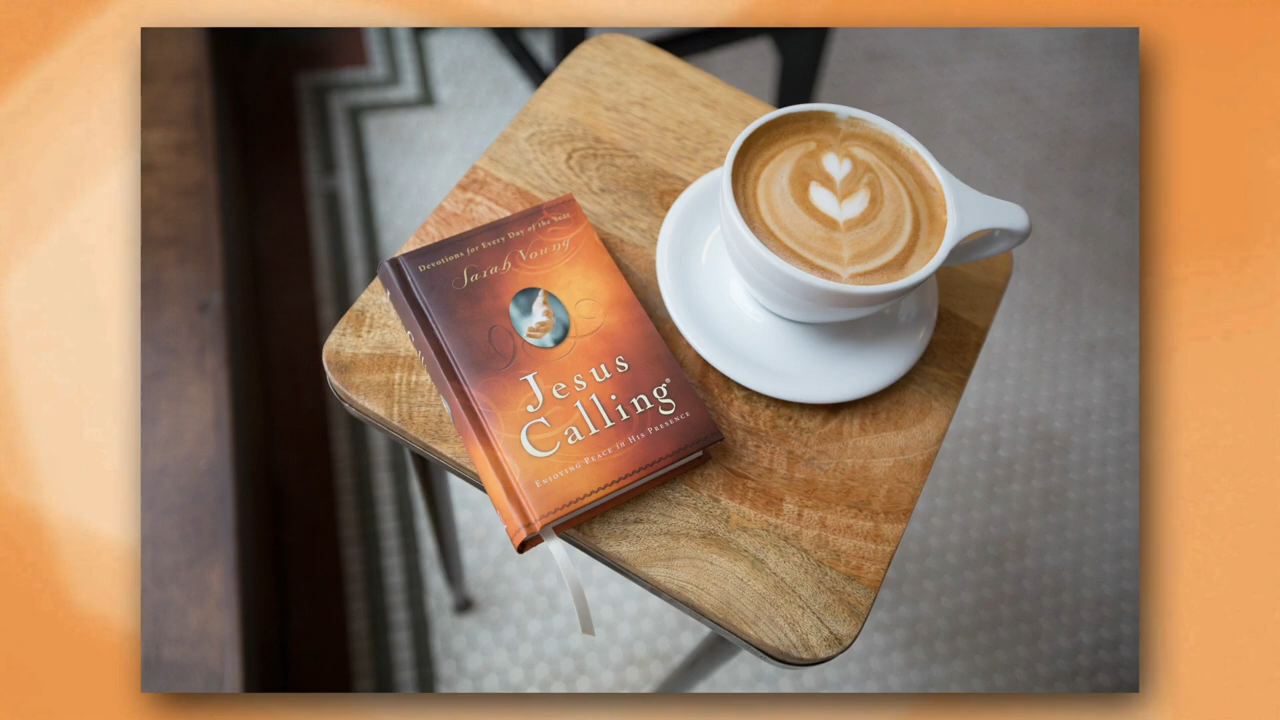 Devotions for Every Day of the Year
Sarah Young
Jesus
Calling®
Enjoying Peace in His Presence